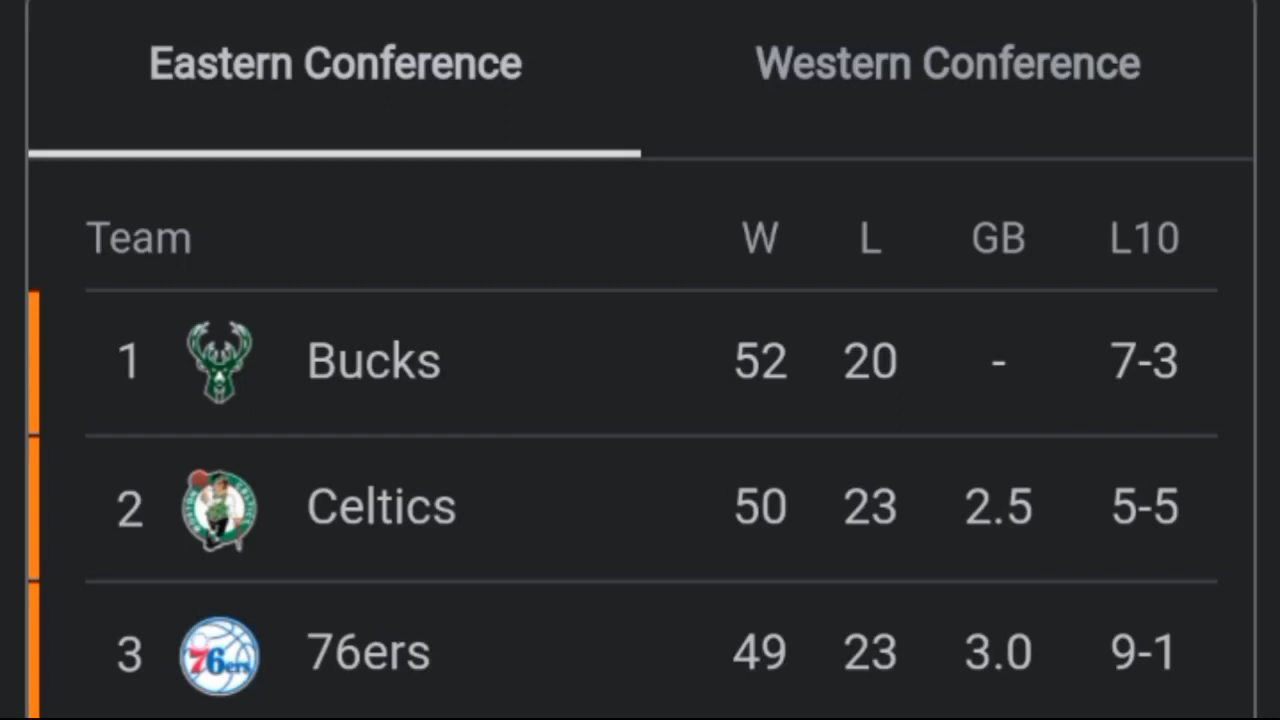 Eastern Conference Western Conference
Team W L GB L10
1 Bucks 52 20 - 7-3
2 Celtics 50 23 2.5 5-5
3 76ers 76ers 49 23 3.0 9-1